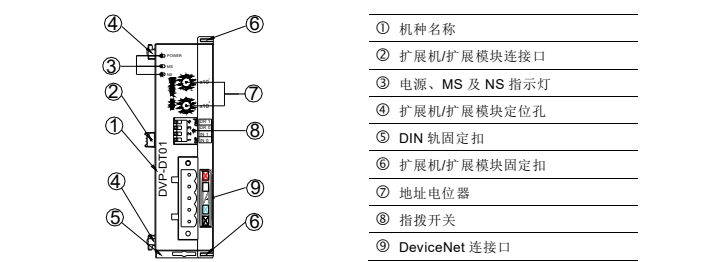 ④
⑥
POWER
③
MS
NS
x10
⑦
②
x10
DR 1
DR 0
IN 1
IN 0
⑧
①
DVP-DT01
④
⑨
⑤
⑥
① 机种名称
② 扩展机/扩展模块连接口
③ 电源、MS 及 NS 指示灯
④ 扩展机/扩展模块定位孔
⑤ DIN 轨固定扣
⑥ 扩展机/扩展模块固定扣
⑦ 地址电位器
⑧ 指拨开关
⑨ DeviceNet 连接口